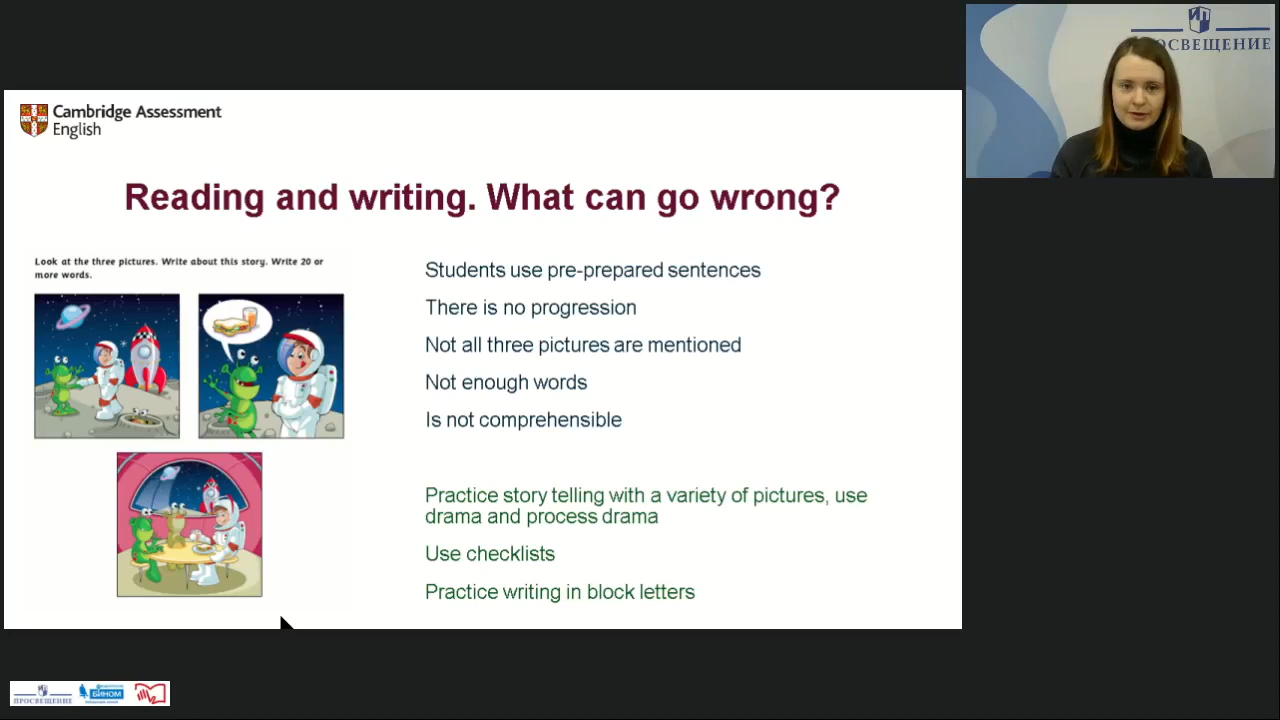 Cambridge Assessment
English
Reading and writing. What can go wrong?
Look at the three pictures. Write about this story. Write 20 or
more words.
Students use pre-prepared sentences
There is no progression
Not all three pictures are mentioned
Not enough words
Is not comprehensible
Practice story telling with a variety of pictures, use
drama and process drama
Use checklists
Practice writing in block letters
ОСВЕЩЕНИЕ
ПРОСВЕЩЕНИЕ
БИНОМ